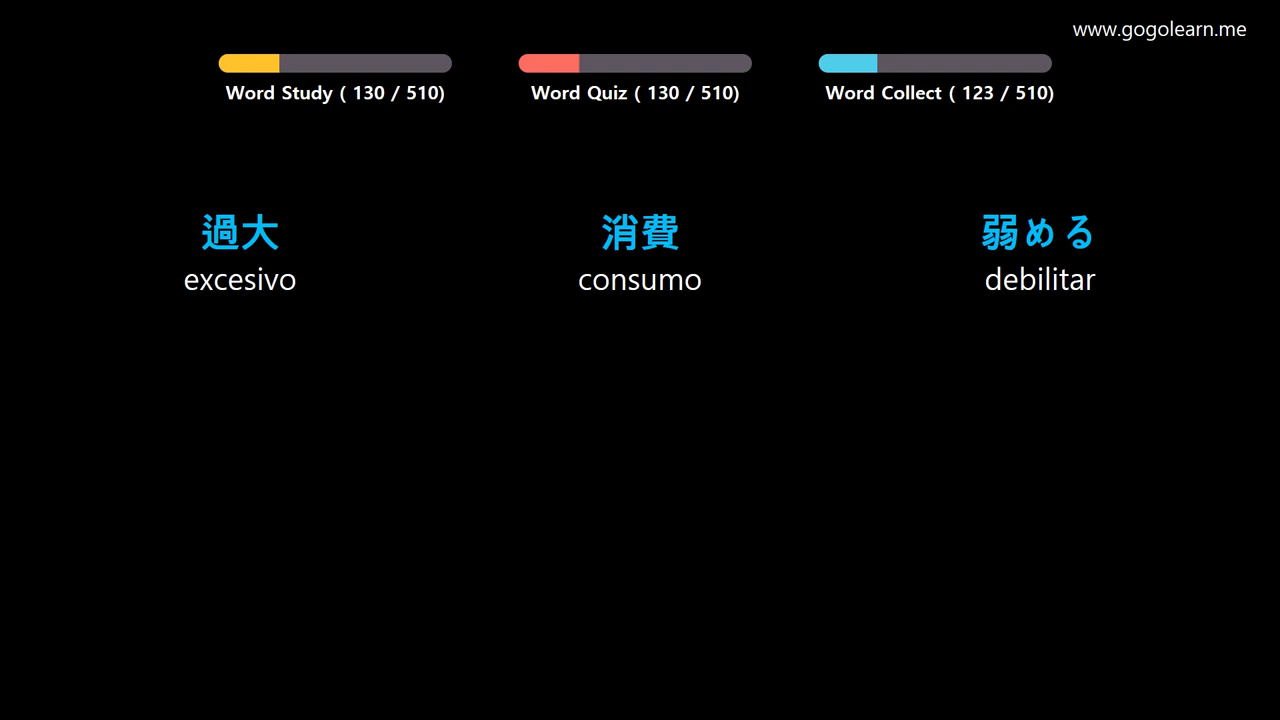 www.gogolearn.me
Word Study ( 130 / 510)
Word Quiz ( 130 / 510)
Word Collect ( 123 / 510)
過大
excesivo
消費
consumo
弱める
debilitar